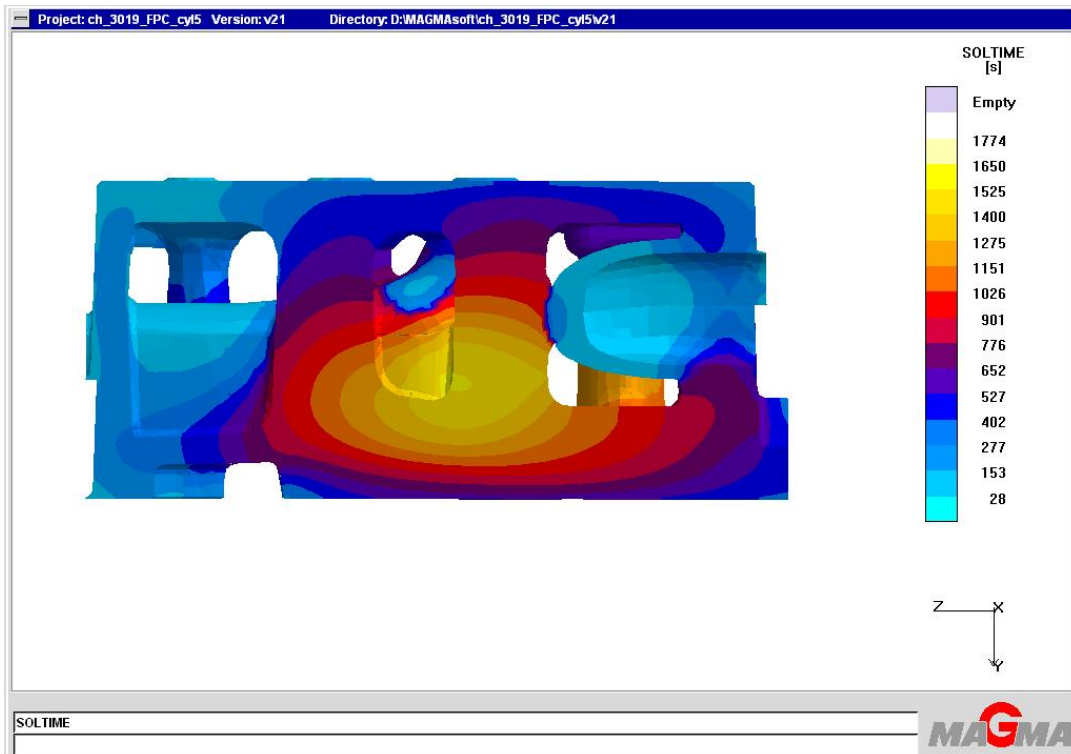 Project: ch_3019_FPC_cyl5 Version: v21 Directory: D:\MAGMAsoft\ch_3019_FPC_cyl5\v21
SOLTIME
[s]
Empty
1774
1650
1525
1400
1275
1151
1026
901
776
652
527
402
277
153
28
Z X
Y
SOLTIME
MAGMA